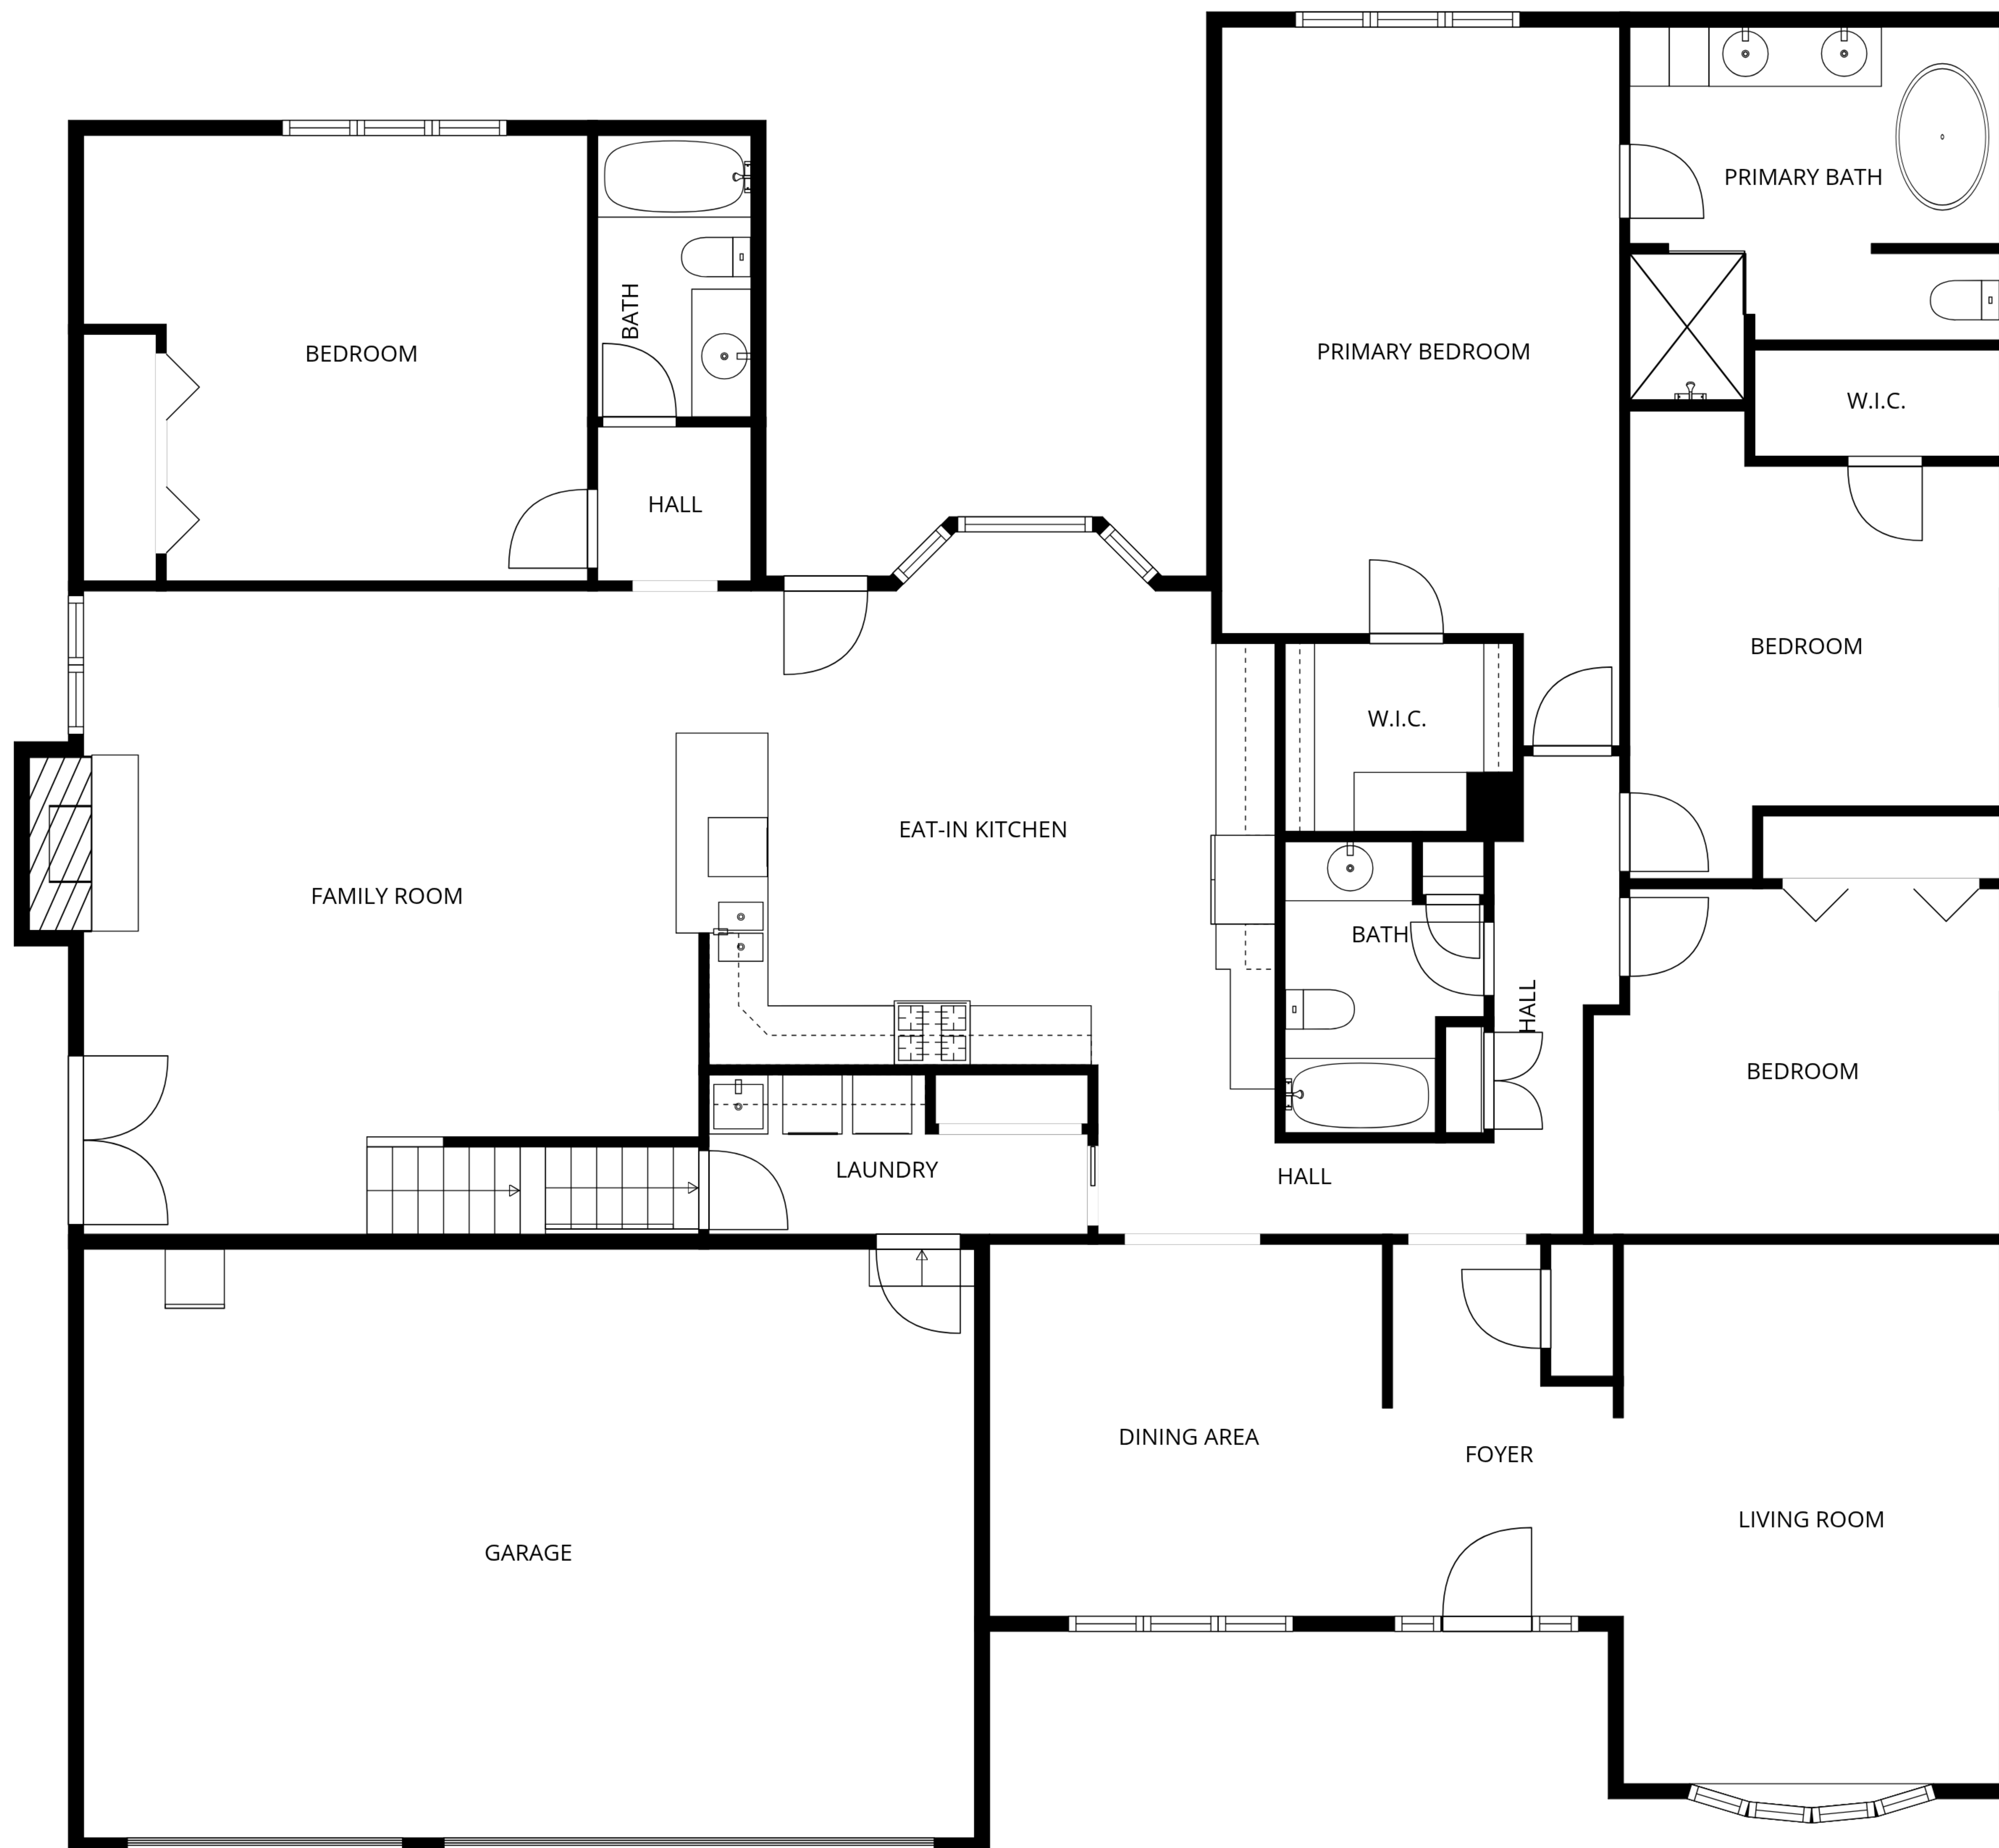 PRIMARY BATH
BEDROOM
BATH
PRIMARY BEDROOM
W.I.C.
HALL
BEDROOM
W.I.C.
EAT-IN KITCHEN
FAMILY ROOM
BATH
HALL
BEDROOM
LAUNDRY
HALL
DINING AREA
FOYER
LIVING ROOM
GARAGE